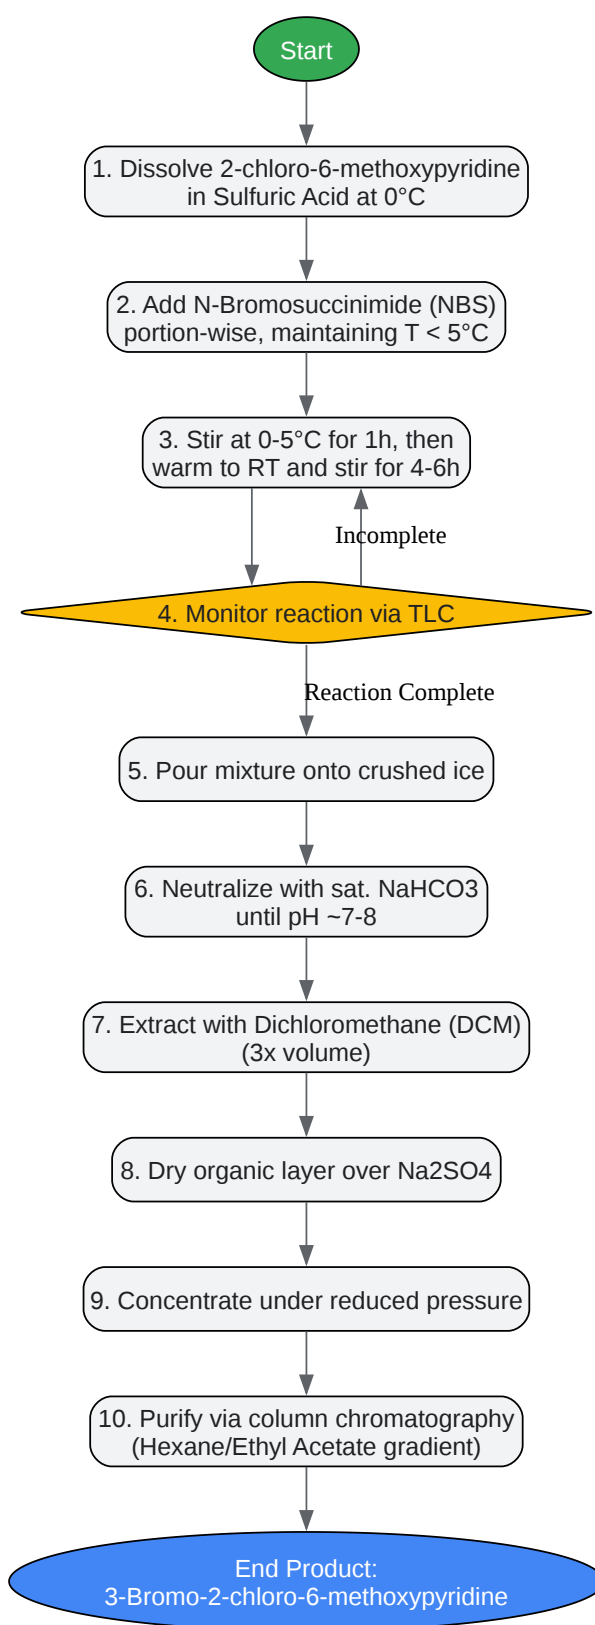 Start
1. Dissolve 2-chloro-6-methoxypyridine
in Sulfuric Acid at 0°C
2. Add N-Bromosuccinimide (NBS)
portion-wise, maintaining T < 5°C
3. Stir at 0-5°C for 1h, then
warm to RT and stir for 4-6h
Incomplete
4. Monitor reaction via TLC
Reaction Complete
5. Pour mixture onto crushed ice
6. Neutralize with sat. NaHCO3
until pH ~7-8
7. Extract with Dichloromethane (DCM)
(3x volume)
8. Dry organic layer over Na2SO4
9. Concentrate under reduced pressure
10. Purify via column chromatography
(Hexane/Ethyl Acetate gradient)
End Product:
3-Bromo-2-chloro-6-methoxypyridine